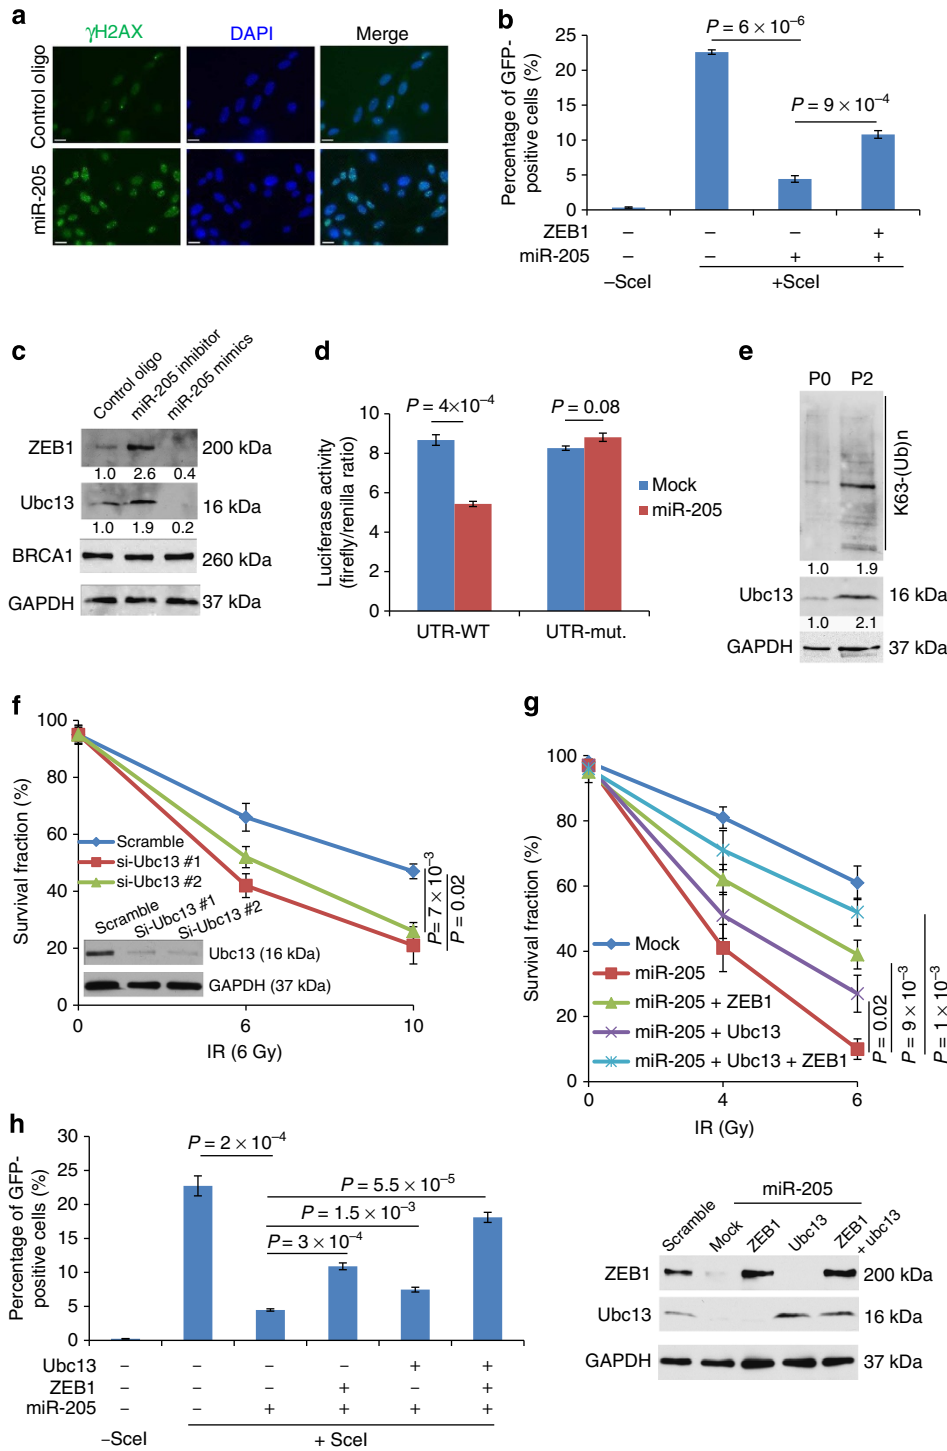 a
γH2AX DAPI Merge
Control oligo
miR-205
b
P = 6 × 10⁻⁶
P = 9 × 10⁻⁴
Percentage of GFP-
positive cells (%)
30
25
20
15
10
5
0
ZEB1 – – – +
miR-205 – – + +
–SceI +SceI
c
Control oligo
miR-205 inhibitor
miR-205 mimics
ZEB1 200 kDa
1.0 2.6 0.4
Ubc13 16 kDa
1.0 1.9 0.2
BRCA1 260 kDa
GAPDH 37 kDa
d
P = 4×10⁻⁴ P = 0.08
Luciferase activity
(firefly/renilla ratio)
10
8
6
4
2
0
UTR-WT UTR-mut.
Mock
miR-205
e
P0 P2
K63-(Ub)n
1.0 1.9
Ubc13 16 kDa
1.0 2.1
GAPDH 37 kDa
f
Survival fraction (%)
100
80
60
40
20
0
Scramble
si-Ubc13 #1
si-Ubc13 #2
Scramble
Si-Ubc13 #1
Si-Ubc13 #2
Ubc13 (16 kDa)
GAPDH (37 kDa)
P = 7 × 10⁻³
P = 0.02
0 6 10
IR (6 Gy)
g
Survival fraction (%)
100
80
60
40
20
0
Mock
miR-205
miR-205 + ZEB1
miR-205 + Ubc13
miR-205 + Ubc13 + ZEB1
P = 0.02
P = 9 × 10⁻³
P = 1 × 10⁻³
0 4 6
IR (Gy)
miR-205
Scramble
Mock
ZEB1
Ubc13
ZEB1
+ ubc13
ZEB1 200 kDa
Ubc13 16 kDa
GAPDH 37 kDa
h
Percentage of GFP-
positive cells (%)
30
25
20
15
10
5
0
P = 2 × 10⁻⁴
P = 5.5 × 10⁻⁵
P = 1.5 × 10⁻³
P = 3 × 10⁻⁴
Ubc13 – – – – + +
ZEB1 – – – + – +
miR-205 – – + + + +
–SceI + SceI